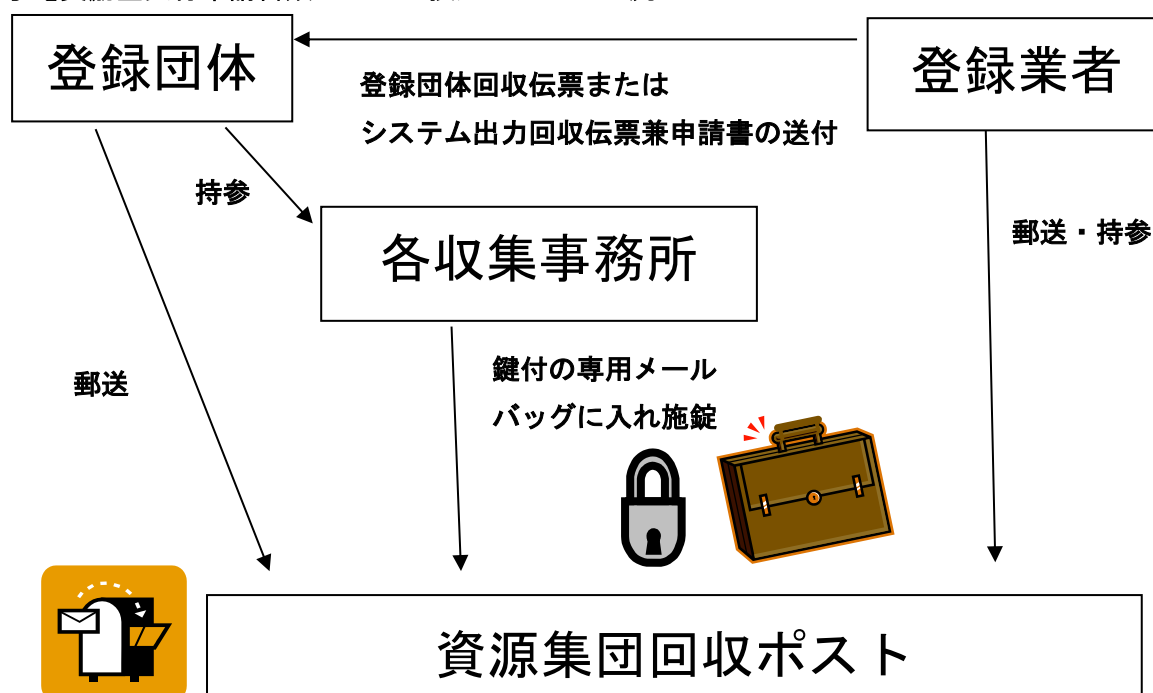 登録団体
登録業者
登録団体回収伝票または
システム出力回収伝票兼申請書の送付
持参
郵送・持参
各収集事務所
鍵付の専用メール
バッグに入れ施錠
郵送
資源集団回収ポスト